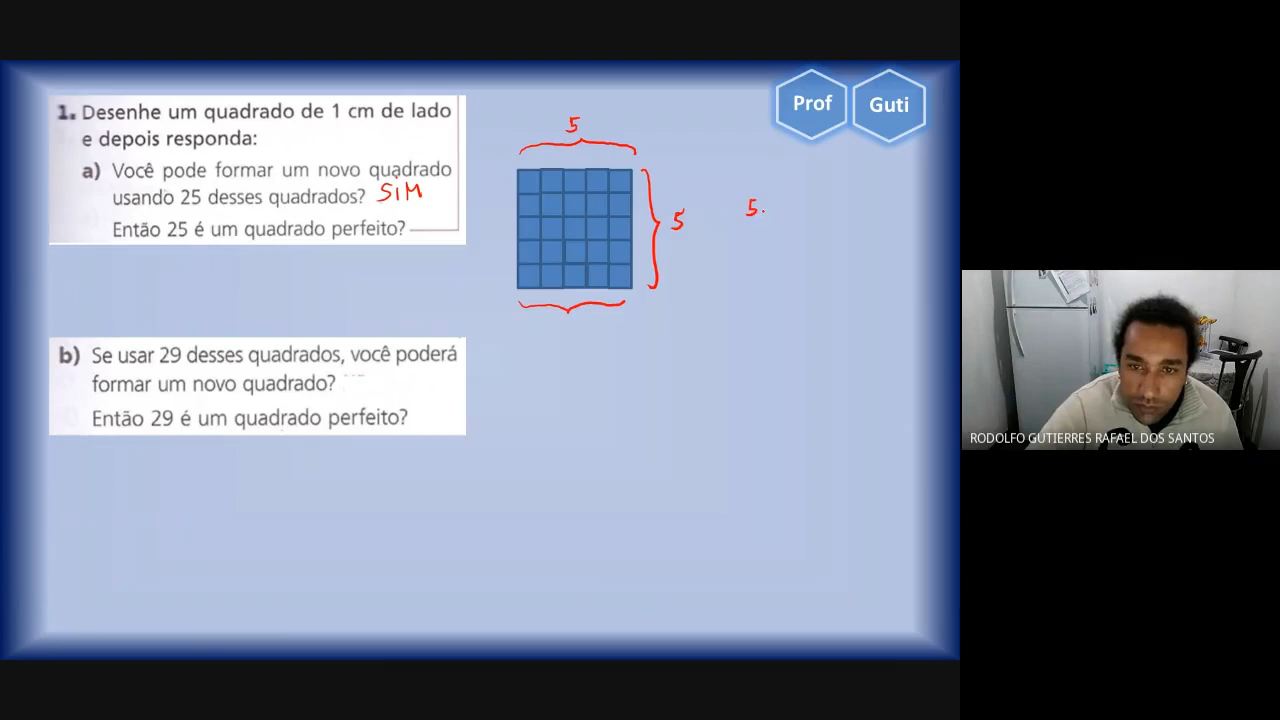 Prof Guti
1. Desenhe um quadrado de 1 cm de lado
e depois responda:
a) Você pode formar um novo quadrado
usando 25 desses quadrados? SIM
Então 25 é um quadrado perfeito?
5
5
5.
b) Se usar 29 desses quadrados, você poderá
formar um novo quadrado?
Então 29 é um quadrado perfeito?
RODOLFO GUTIERRES RAFAEL DOS SANTOS